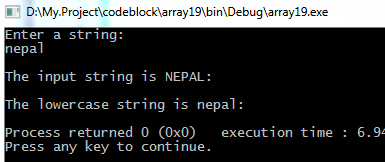 D:\My.Project\codeblock\array19\bin\Debug\array19.exe
Enter a string:
nepal
The input string is NEPAL:
The lowercase string is nepal:
Process returned 0 (0x0)   execution time : 6.94
Press any key to continue.